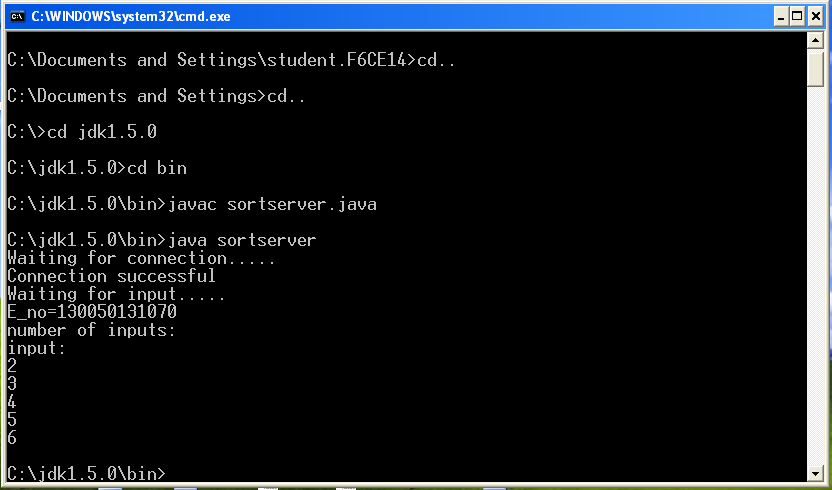 C:\WINDOWS\system32\cmd.exe
C:\Documents and Settings\student.F6CE14>cd..
C:\Documents and Settings>cd..
C:\>cd jdk1.5.0
C:\jdk1.5.0>cd bin
C:\jdk1.5.0\bin>javac sortserver.java
C:\jdk1.5.0\bin>java sortserver
Waiting for connection.....
Connection successful
Waiting for input.....
E_no=130050131070
number of inputs:
input:
2
3
4
5
6
C:\jdk1.5.0\bin>